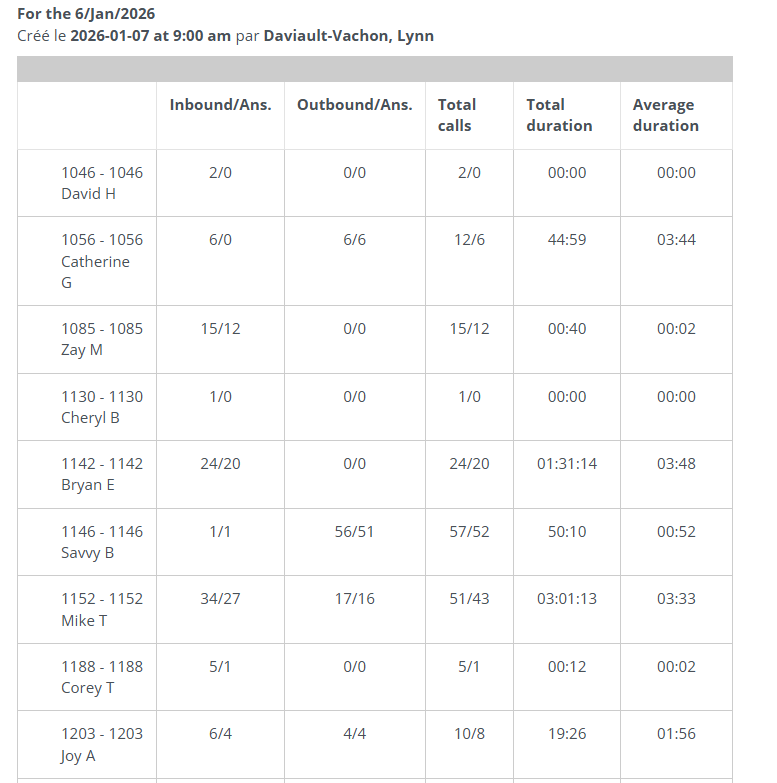 For the 6/Jan/2026
Créé le 2026-01-07 at 9:00 am par Daviault-Vachon, Lynn
Inbound/Ans. Outbound/Ans. Total calls Total duration Average duration
1046 - 1046 David H 2/0 0/0 2/0 00:00 00:00
1056 - 1056 Catherine G 6/0 6/6 12/6 44:59 03:44
1085 - 1085 Zay M 15/12 0/0 15/12 00:40 00:02
1130 - 1130 Cheryl B 1/0 0/0 1/0 00:00 00:00
1142 - 1142 Bryan E 24/20 0/0 24/20 01:31:14 03:48
1146 - 1146 Savvy B 1/1 56/51 57/52 50:10 00:52
1152 - 1152 Mike T 34/27 17/16 51/43 03:01:13 03:33
1188 - 1188 Corey T 5/1 0/0 5/1 00:12 00:02
1203 - 1203 Joy A 6/4 4/4 10/8 19:26 01:56